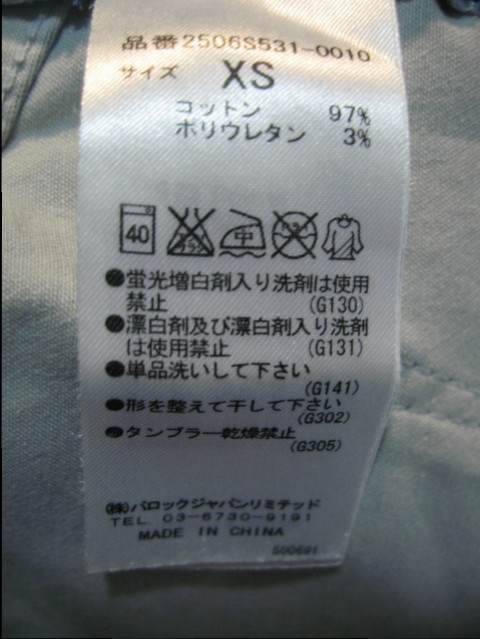 品番2506S531-0010
サイズ XS
コットン 97%
ポリウレタン 3%
40 中
●蛍光増白剤入り洗剤は使用
禁止 (G130)
●漂白剤及び漂白剤入り洗剤
は使用禁止 (G131)
●単品洗いして下さい
(G141)
●形を整えて干して下さい
(G302)
●タンブラー乾燥禁止
(G305)
㈱バロックジャパンリミテッド
TEL 03-6730-9191
MADE IN CHINA